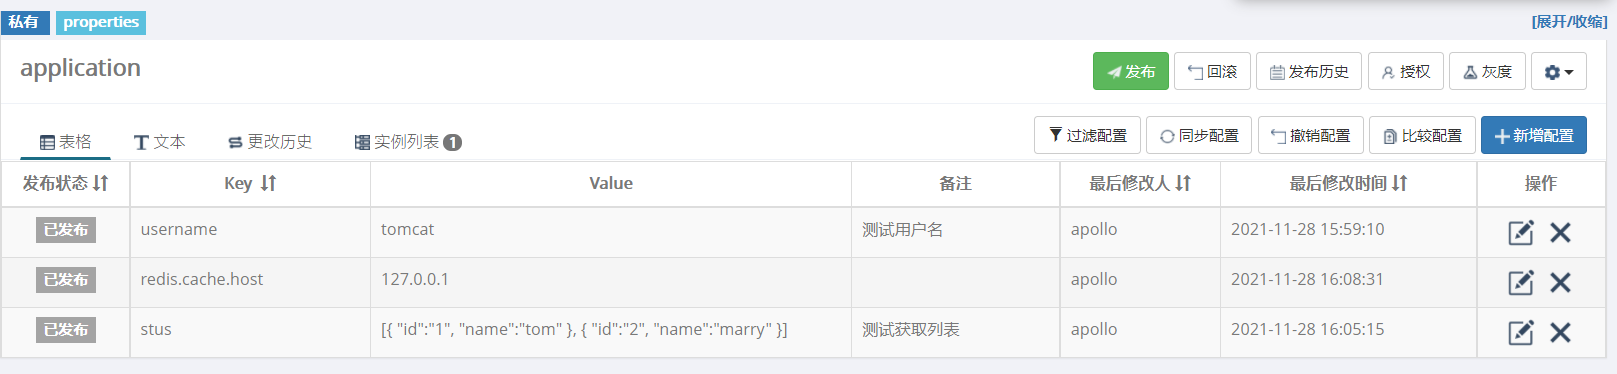 私有 properties [展开/收缩]
application 发布 回滚 发布历史 授权 灰度
表格 文本 更改历史 实例列表 1 过滤配置 同步配置 撤销配置 比较配置 新增配置
发布状态 Key Value 备注 最后修改人 最后修改时间 操作
已发布 username tomcat 测试用户名 apollo 2021-11-28 15:59:10
已发布 redis.cache.host 127.0.0.1 apollo 2021-11-28 16:08:31
已发布 stus [{ "id":"1", "name":"tom" }, { "id":"2", "name":"marry" }] 测试获取列表 apollo 2021-11-28 16:05:15